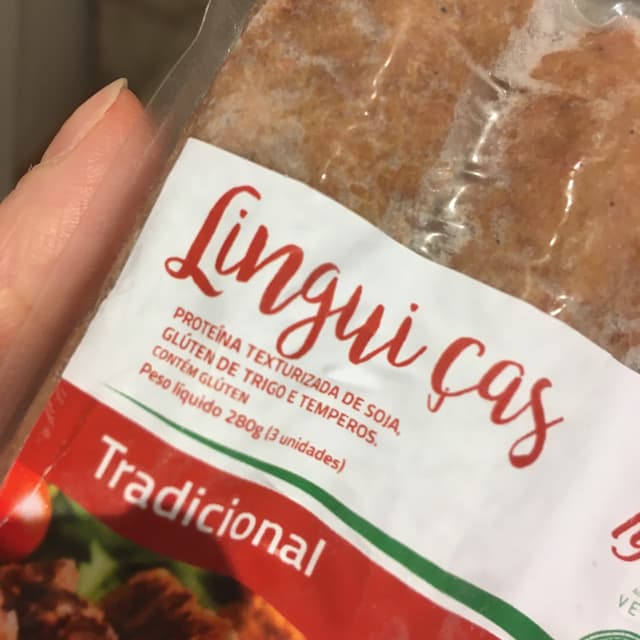 Linguiças
PROTEÍNA TEXTURIZADA DE SOJA,
GLÚTEN DE TRIGO E TEMPEROS.
CONTÉM GLÚTEN
Peso líquido 280g (3 unidades)
Tradicional